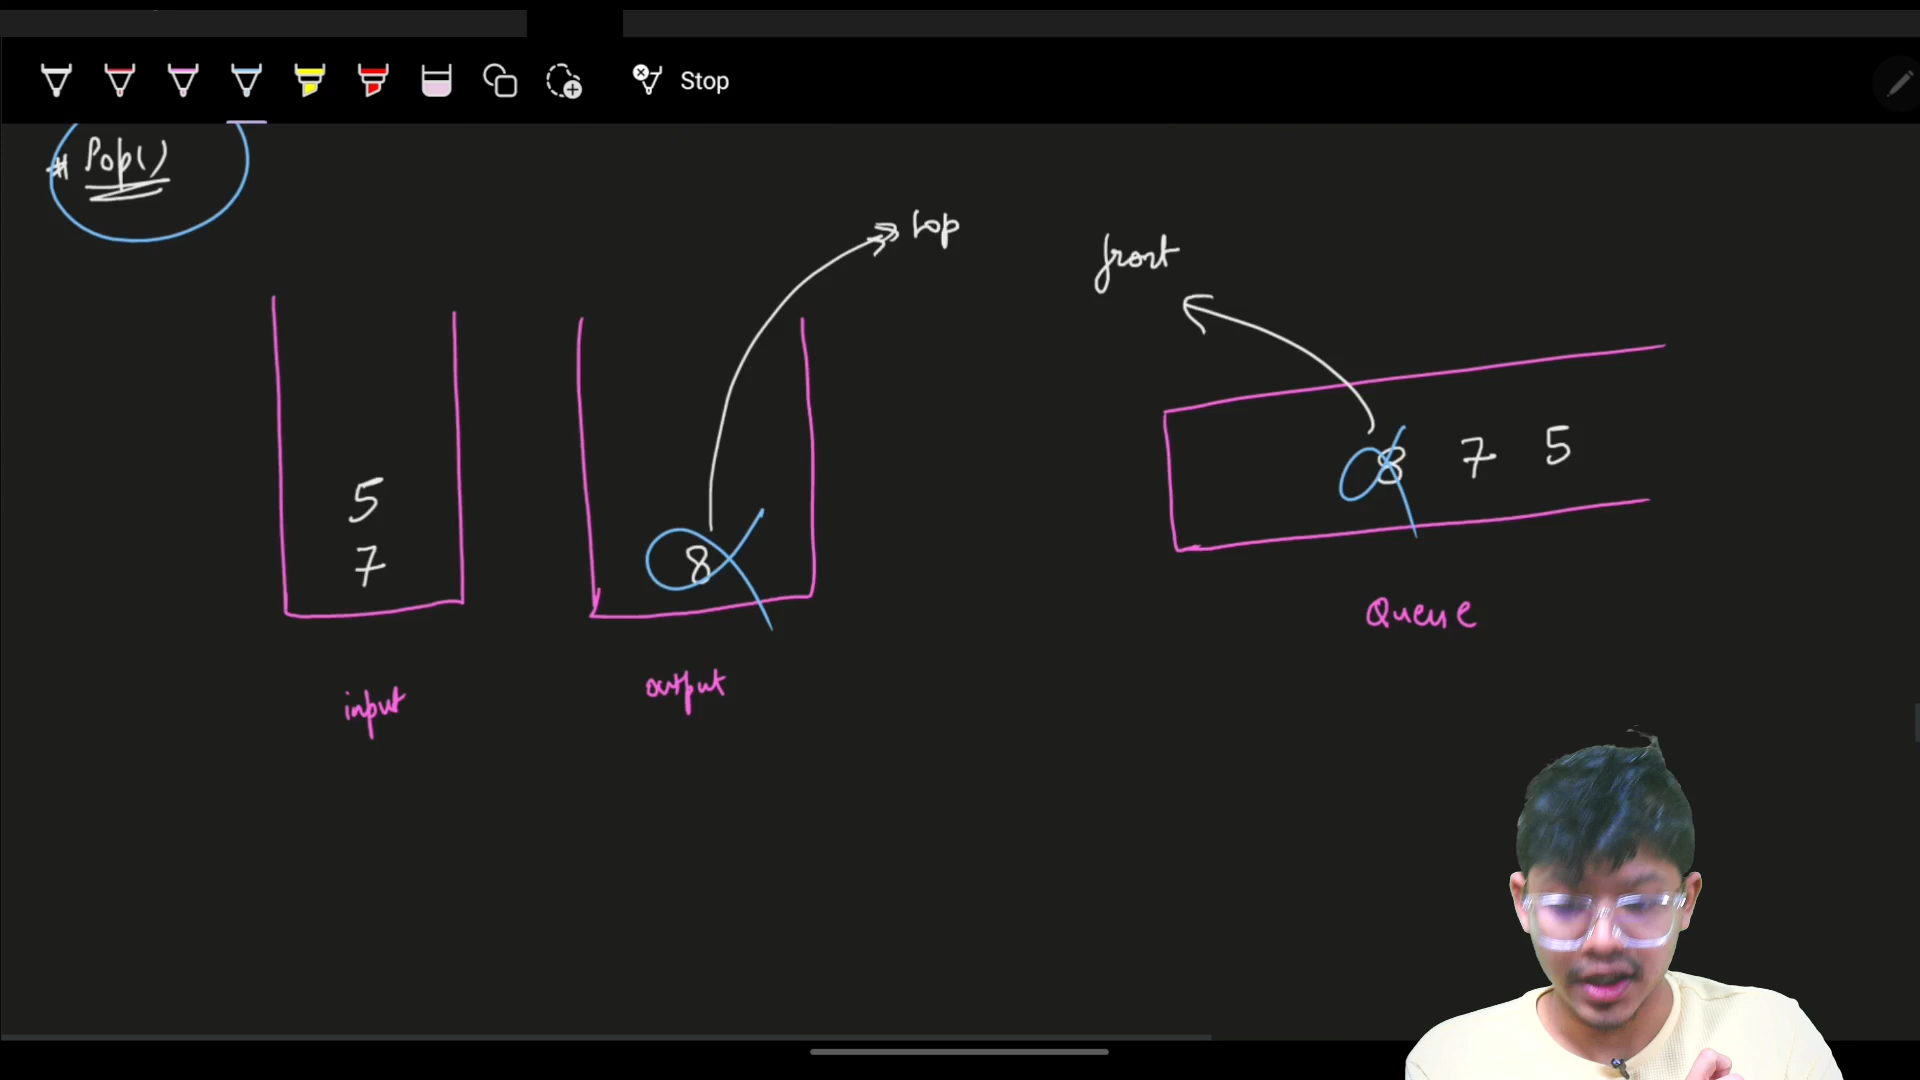 Stop
# Pop()
top
front
8 7 5
5
7
8
Queue
input
output